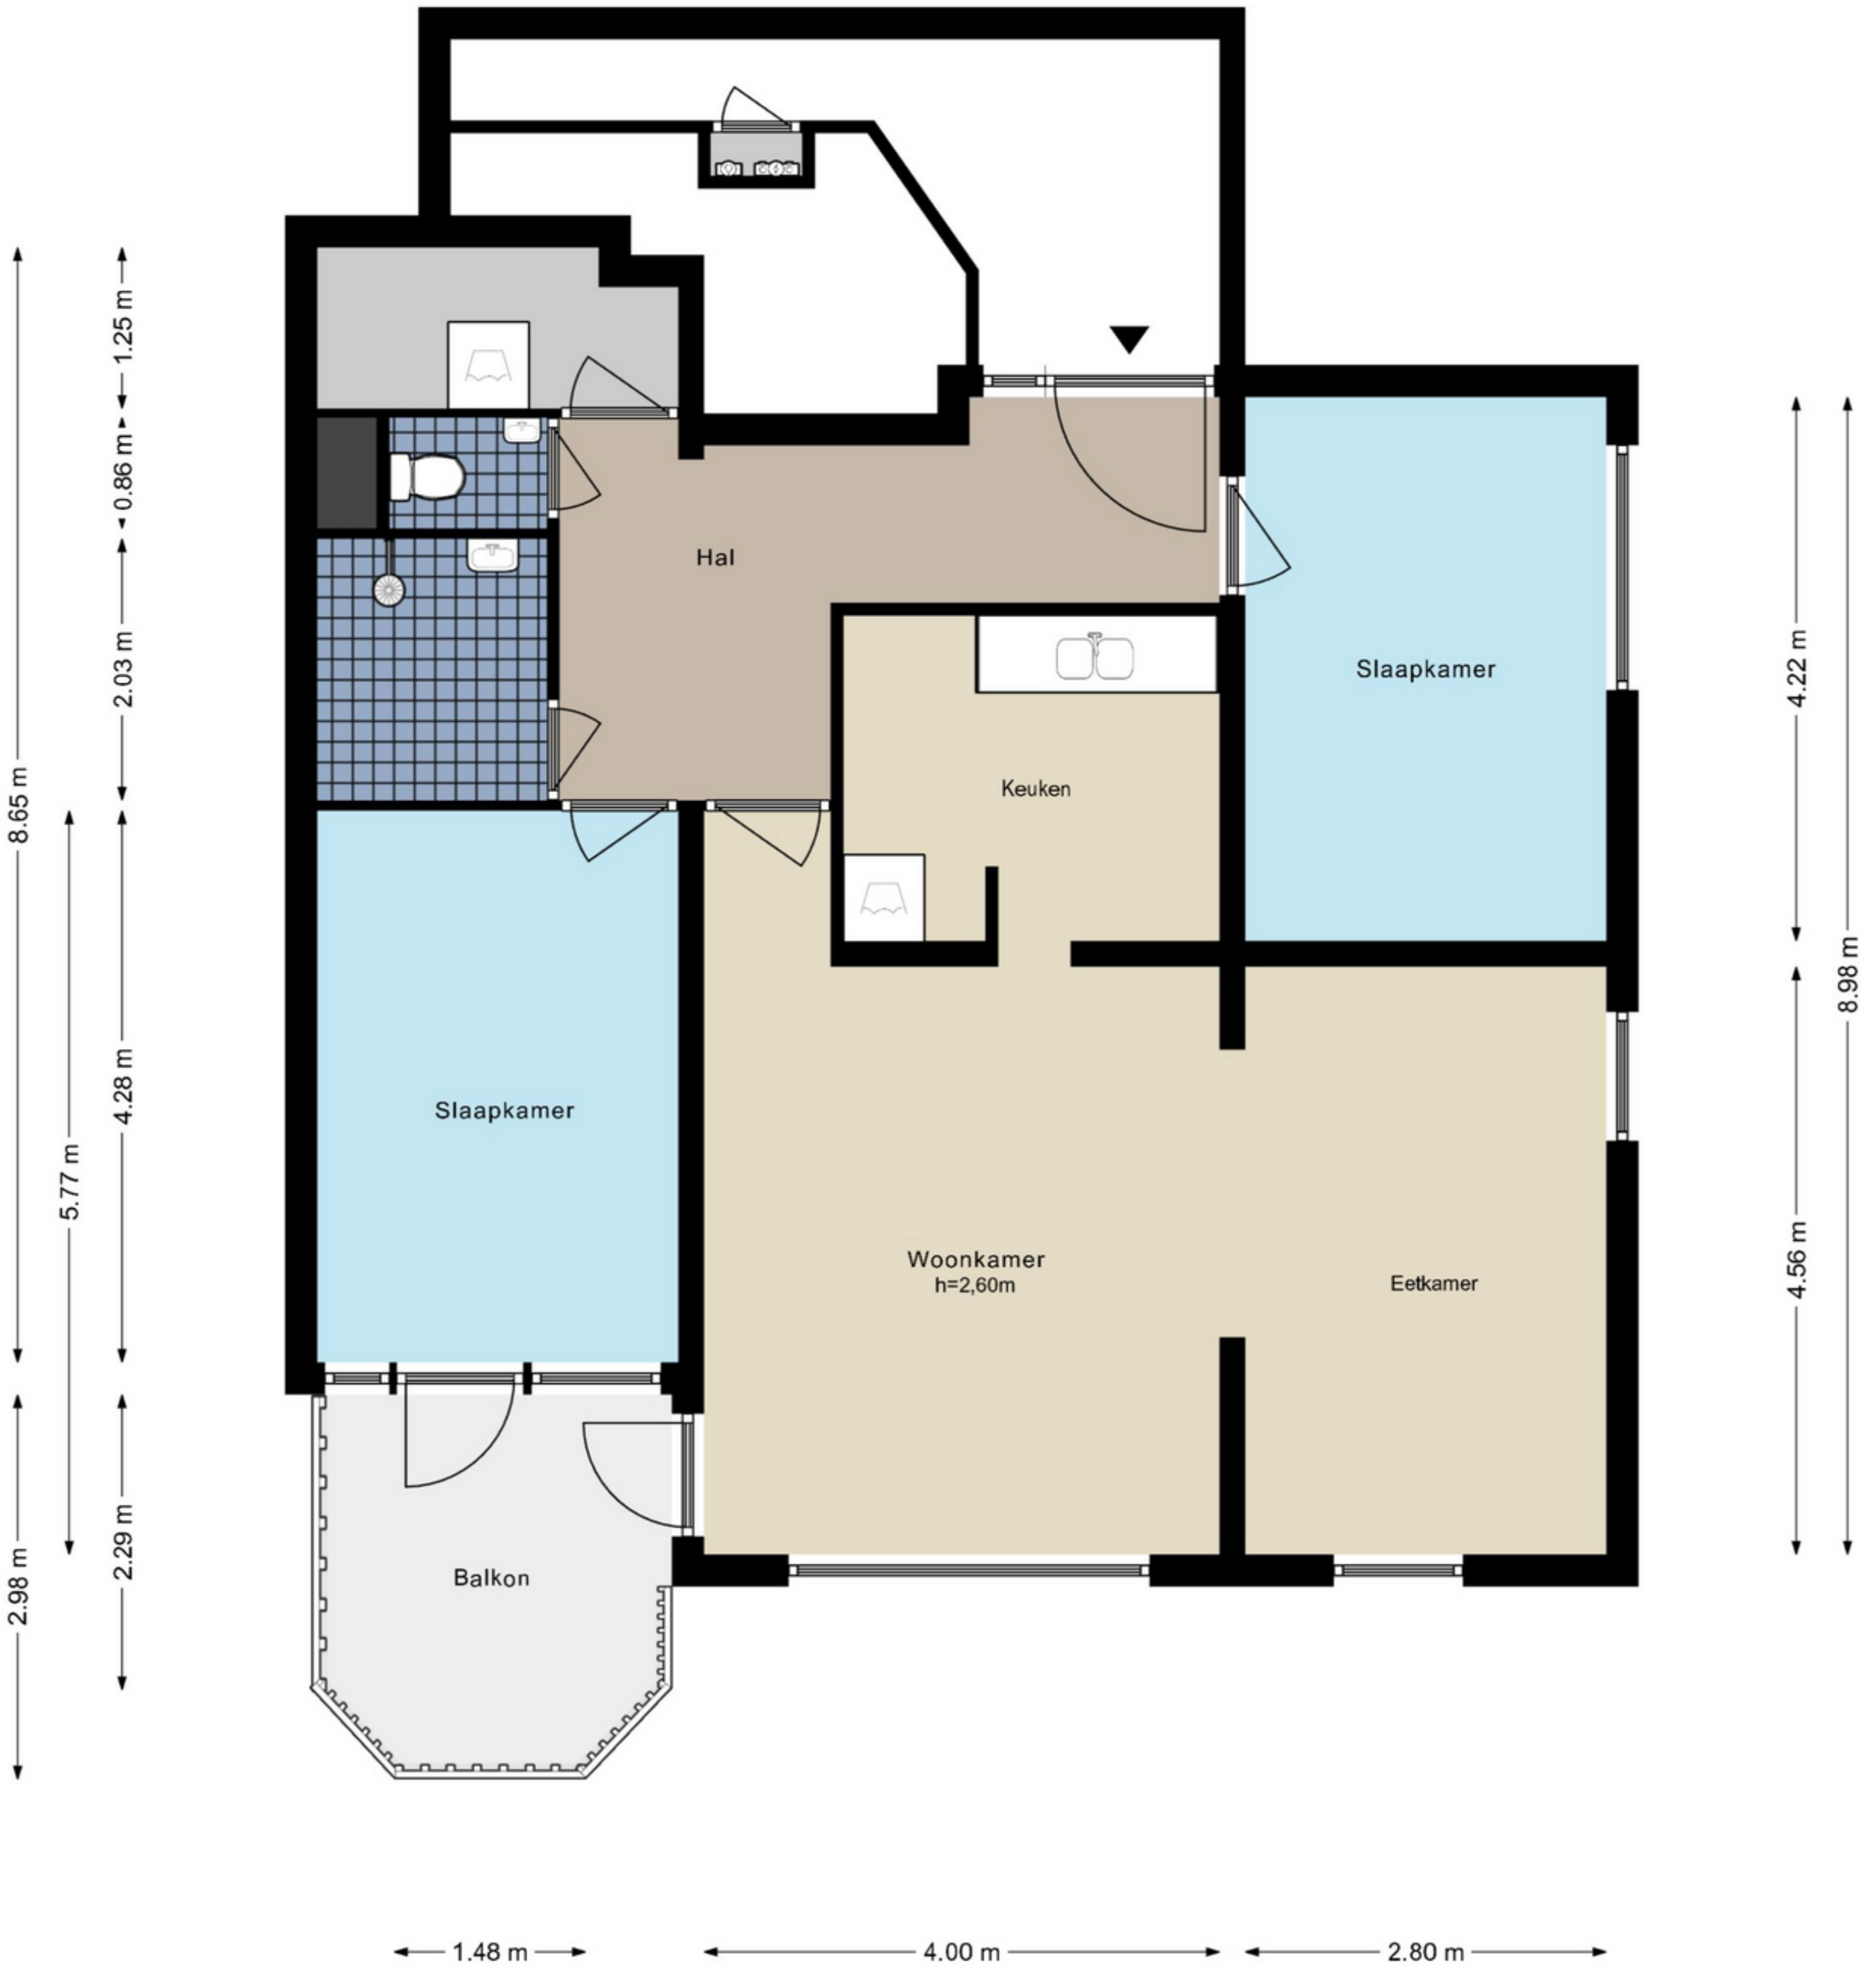 1.25 m
0.86 m
Hal
2.03 m
Slaapkamer
4.22 m
Keuken
8.65 m
8.98 m
4.28 m
Slaapkamer
5.77 m
Woonkamer
h=2,60m
Eetkamer
4.56 m
2.29 m
Balkon
2.98 m
1.48 m
4.00 m
2.80 m